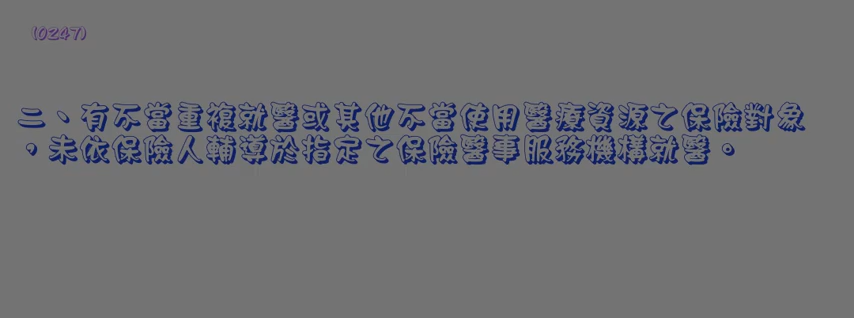 (0247)
二、有不當重複就醫或其他不當使用醫療資源之保險對象
,未依保險人輔導於指定之保險醫事服務機構就醫。